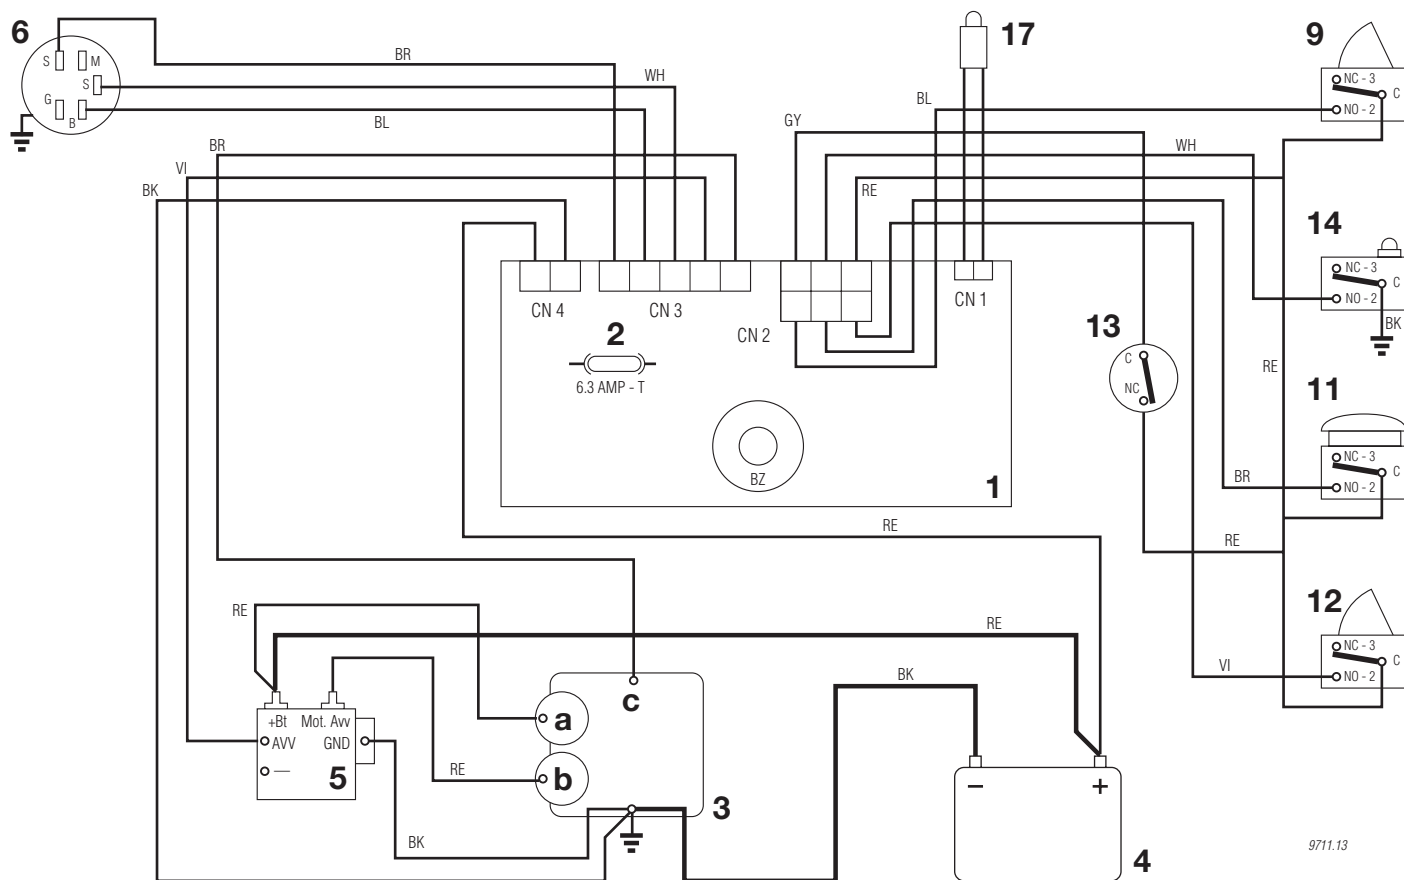 6
S
M
S
G
B
BR
WH
BL
BR
VI
BK
17
BL
GY
WH
RE
9
NC - 3
C
NO - 2
14
NC - 3
C
NO - 2
BK
CN 4
CN 3
CN 2
CN 1
2
6.3 AMP - T
BZ
1
13
C
NC
RE
11
NC - 3
C
NO - 2
BR
RE
RE
12
NC - 3
C
NO - 2
VI
RE
RE
BK
+Bt
Mot. Avv
AVV
GND
5
RE
BK
a
b
c
3
−
+
4
9711.13